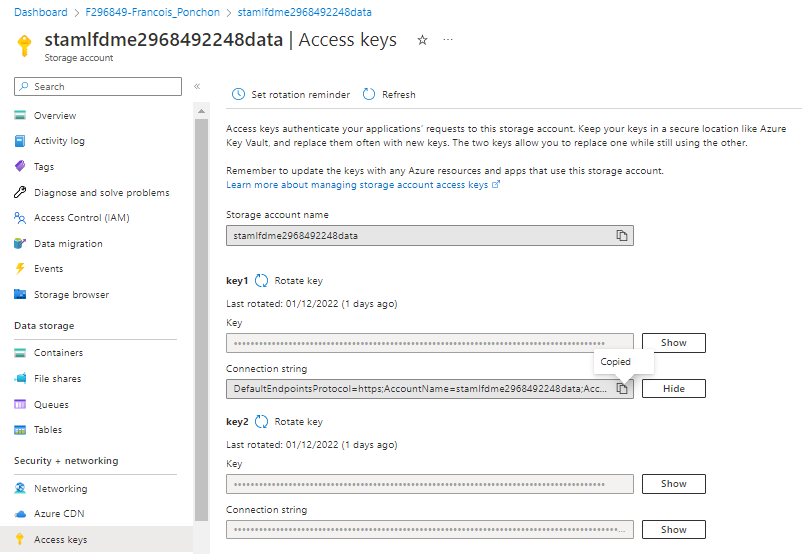 Dashboard > F296849-Francois_Ponchon > stamlfdme2968492248data
stamlfdme2968492248data | Access keys ☆ ...
Storage account
Search
«
Overview
Activity log
Tags
Diagnose and solve problems
Access Control (IAM)
Data migration
Events
Storage browser
Data storage
Containers
File shares
Queues
Tables
Security + networking
Networking
Azure CDN
Access keys
Set rotation reminder Refresh
Access keys authenticate your applications' requests to this storage account. Keep your keys in a secure location like Azure
Key Vault, and replace them often with new keys. The two keys allow you to replace one while still using the other.
Remember to update the keys with any Azure resources and apps that use this storage account.
Learn more about managing storage account access keys
Storage account name
stamlfdme2968492248data
key1 Rotate key
Last rotated: 01/12/2022 (1 days ago)
Key
Show
Copied
Connection string
DefaultEndpointsProtocol=https;AccountName=stamlfdme2968492248data;Acc... Hide
key2 Rotate key
Last rotated: 01/12/2022 (1 days ago)
Key
Show
Connection string
... Show